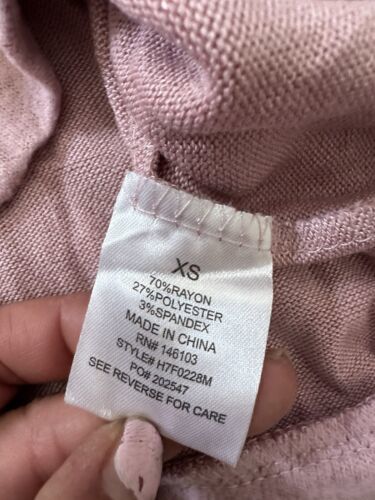 XS
70%RAYON
27%POLYESTER
3%SPANDEX
MADE IN CHINA
RN# 146103
STYLE# H7F0228M
PO# 202547
SEE REVERSE FOR CARE